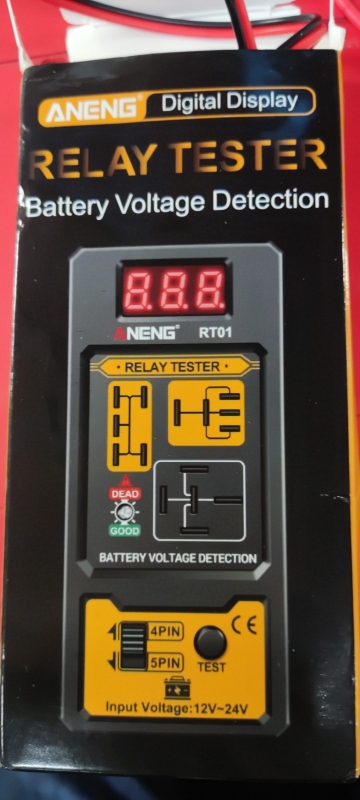 ANENG® Digital Display
RELAY TESTER
Battery Voltage Detection
8.8.8.
ANENG® RT01
· RELAY TESTER ·
DEAD
GOOD
BATTERY VOLTAGE DETECTION
4PIN
5PIN
TEST
CE
Input Voltage:12V~24V